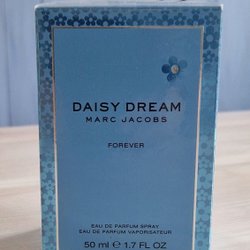 DAISY DREAM
MARC JACOBS
FOREVER
EAU DE PARFUM SPRAY
EAU DE PARFUM VAPORISATEUR
50 ml ℮ 1.7 FL OZ